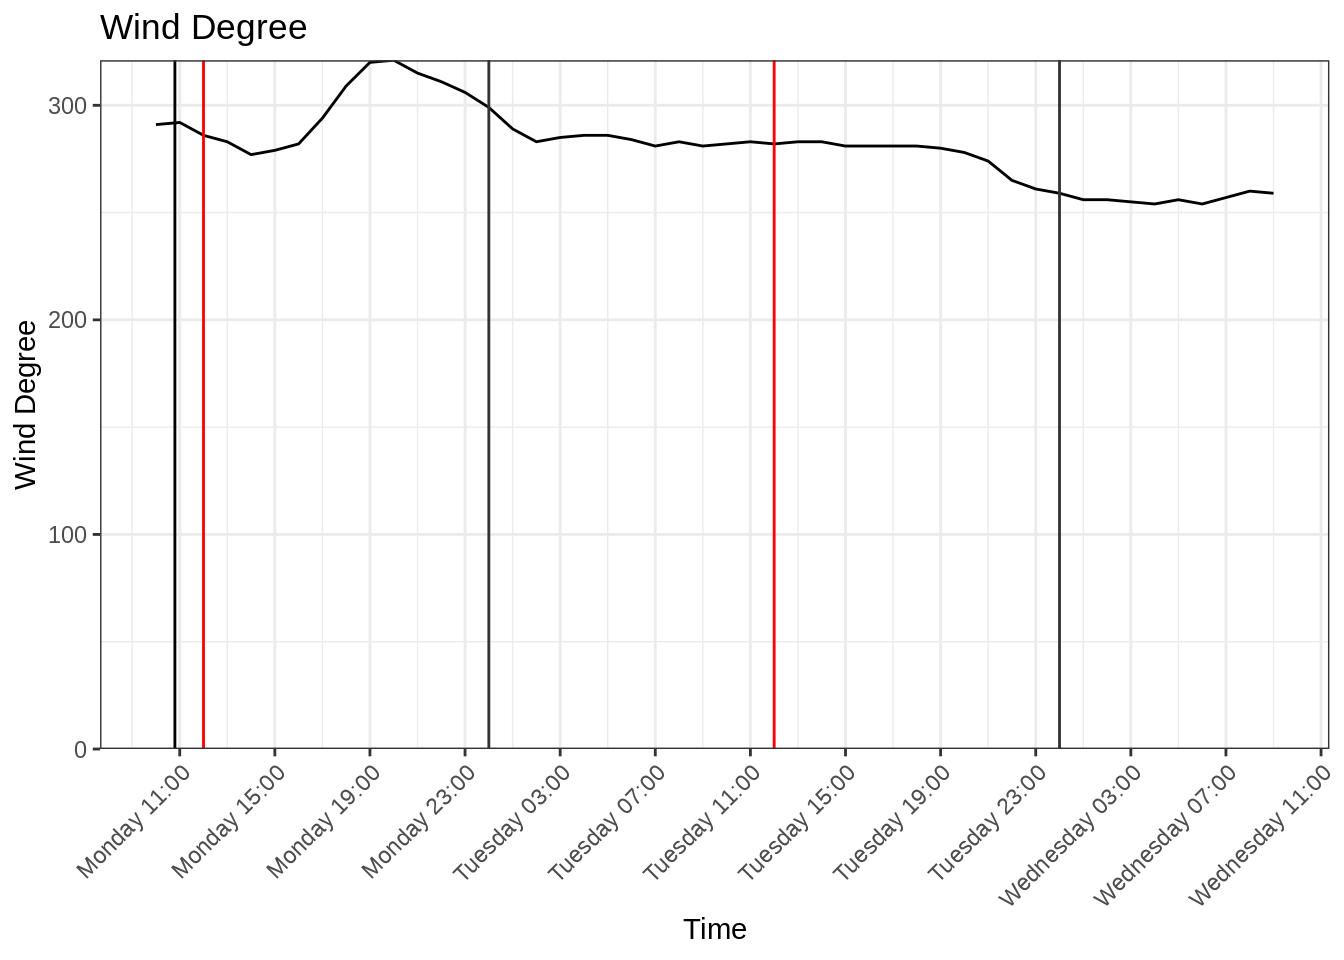 Wind Degree
Wind Degree
300
200
100
0
Monday 11:00
Monday 15:00
Monday 19:00
Monday 23:00
Tuesday 03:00
Tuesday 07:00
Tuesday 11:00
Tuesday 15:00
Tuesday 19:00
Tuesday 23:00
Wednesday 03:00
Wednesday 07:00
Wednesday 11:00
Time